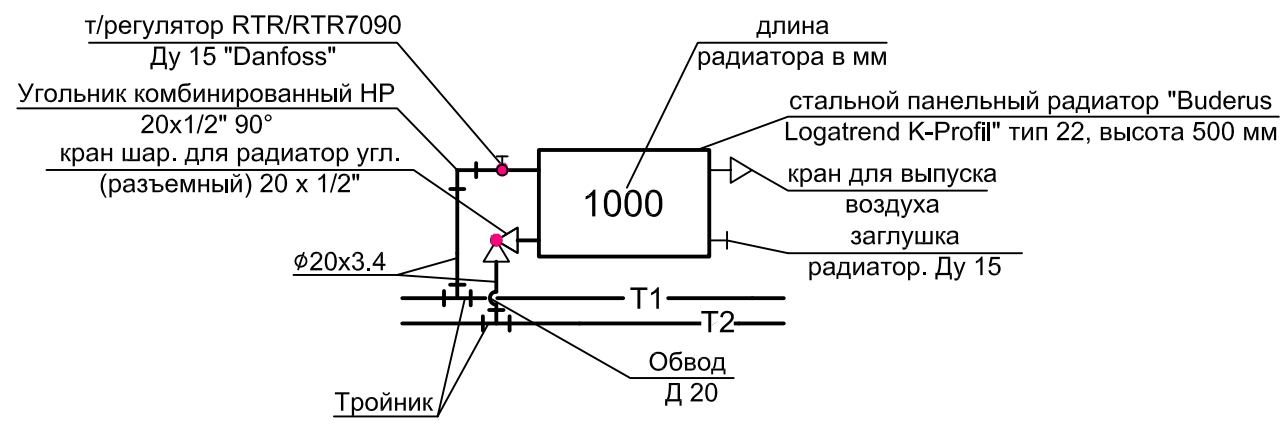 т/регулятор RTR/RTR7090
Ду 15 "Danfoss"
Угольник комбинированный НР
20x1/2" 90°
кран шар. для радиатор угл.
(разъемный) 20 x 1/2"
длина
радиатора в мм
стальной панельный радиатор "Buderus
Logatrend K-Profil" тип 22, высота 500 мм
1000
кран для выпуска
воздуха
заглушка
радиатор. Ду 15
ϕ20x3.4
Т1
Т2
Обвод
Д 20
Тройник